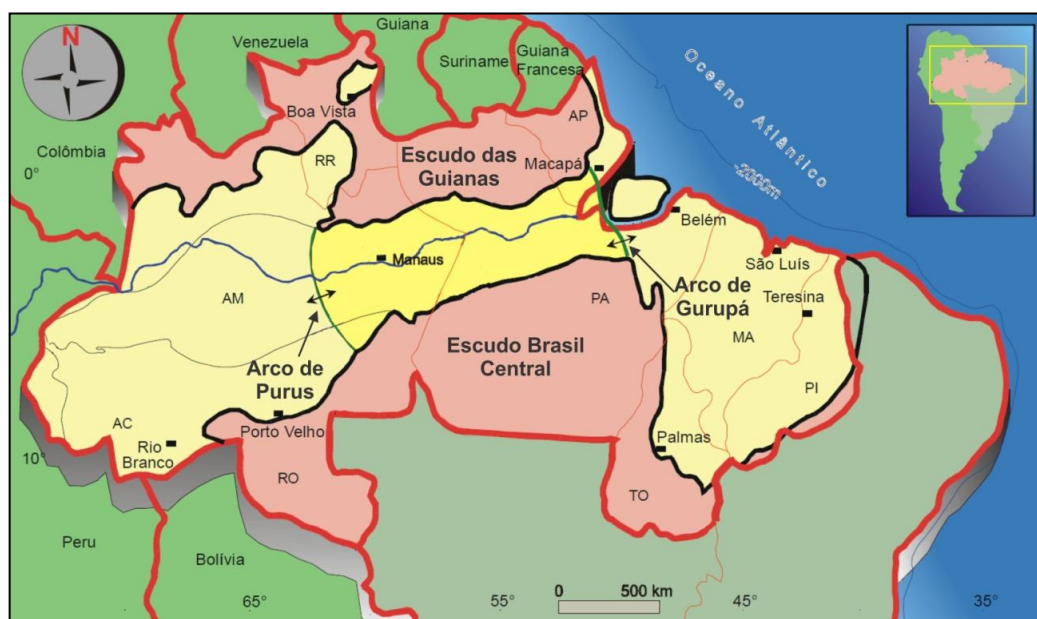 N
Venezuela
Guiana
Suriname
Guiana
Francesa
Oceano Atlântico
-2000m
Colômbia
0°
Boa Vista
RR
Escudo das
Guianas
AP
Macapá
Belém
São Luís
Teresina
Manaus
AM
PA
Arco de
Gurupá
MA
Escudo Brasil
Central
Arco de
Purus
PI
AC
Rio
Branco
Porto Velho
Palmas
10°
RO
TO
Peru
Bolívia
65°
55°
0 500 km
45°
35°